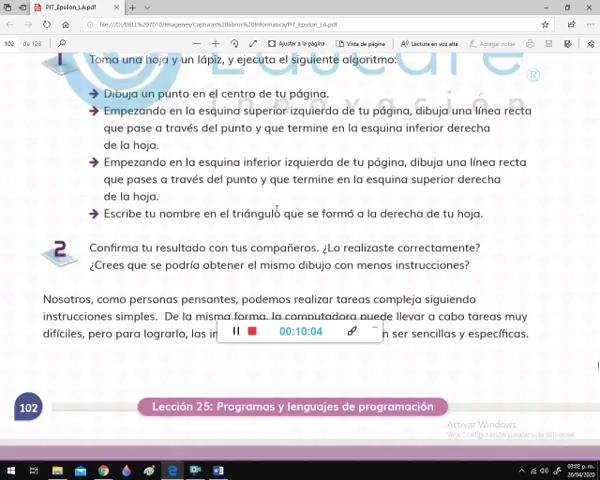 PIT_Epsilon_LA.pdf
file:///D:/DELL%207010/Imagenes/Capturas%20libros%20Informatica/PIT_Epsilon_LA.pdf
102 de 128 Ajustar a la página Vista de página Lectura en voz alta Agregar notas
1 Toma una hoja y un lápiz, y ejecuta el siguiente algoritmo:
Educare
®
Innovación
Dibuja un punto en el centro de tu página.
Empezando en la esquina superior izquierda de tu página, dibuja una línea recta
que pase a través del punto y que termine en la esquina inferior derecha
de la hoja.
Empezando en la esquina inferior izquierda de tu página, dibuja una línea recta
que pases a través del punto y que termine en la esquina superior derecha
de la hoja.
Escribe tu nombre en el triángulo que se formó a la derecha de tu hoja.
2 Confirma tu resultado con tus compañeros. ¿Lo realizaste correctamente?
¿Crees que se podría obtener el mismo dibujo con menos instrucciones?
Nosotros, como personas pensantes, podemos realizar tareas compleja siguiendo
instrucciones simples. De la misma forma, la computadora puede llevar a cabo tareas muy
difíciles, pero para lograrlo, las in 00:10:04 n ser sencillas y específicas.
102 Lección 25: Programas y lenguajes de programación
Activar Windows
Ve a Configuración para activar Windows.
03:02 p. m.
26/04/2020